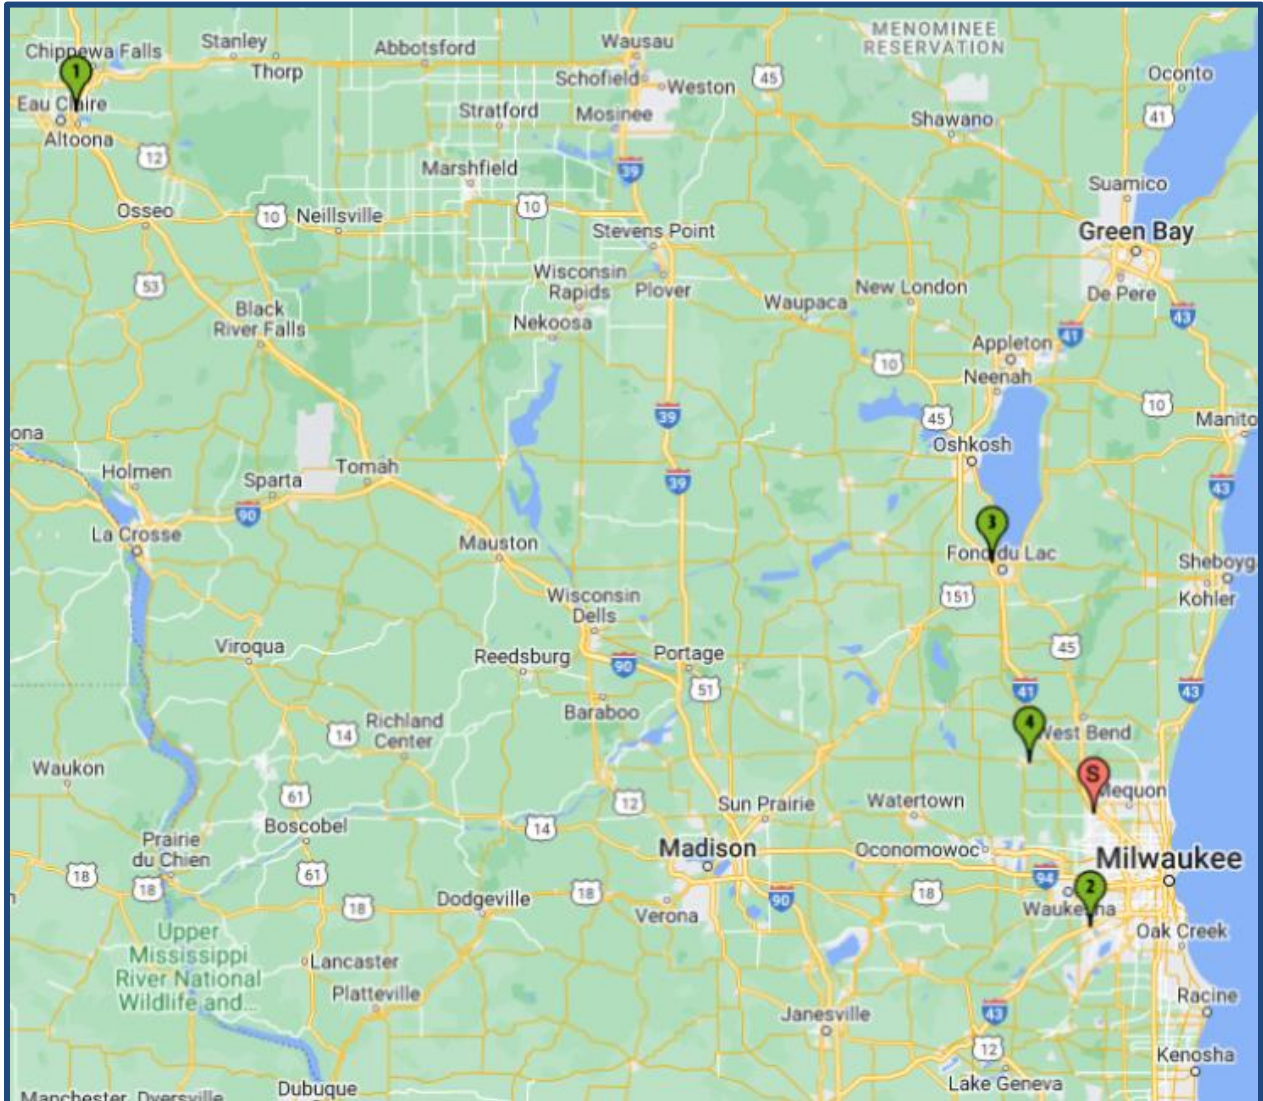 Chippewa Falls
Stanley
Thorp
Abbotsford
Wausau
Schofield
Weston
45
MENOMINEE
RESERVATION
Oconto
41
1
Eau Claire
Altoona
12
Stratford
Mosinee
Shawano
39
Marshfield
Suamico
Osseo
10
Neillsville
10
Stevens Point
Green Bay
53
Wisconsin
Rapids
Plover
New London
De Pere
Waupaca
Black
River Falls
Nekoosa
43
41
Appleton
10
Neenah
39
45
10
Manito
ona
Oshkosh
Holmen
Sparta
Tomah
39
43
90
La Crosse
Mauston
3
Fond du Lac
Sheboyg
Kohler
Wisconsin
Dells
151
Viroqua
Reedsburg
90
Portage
45
51
41
43
Baraboo
14
Richland
Center
4
West Bend
Waukon
61
S
Mequon
12
Sun Prairie
Watertown
Boscobel
14
Prairie
du Chien
Madison
Oconomowoc
Milwaukee
18
18
61
18
18
90
18
94
2
Waukesha
Dodgeville
Verona
Oak Creek
Upper
Mississippi
River National
Wildlife and...
Lancaster
Platteville
Racine
Janesville
43
12
Kenosha
Lake Geneva
Dubuque
Manchester
Dyersville